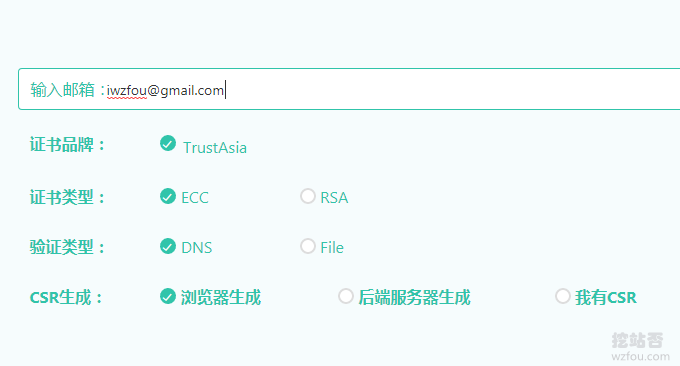 输入邮箱：iwzfou@gmail.com
证书品牌： TrustAsia
证书类型： ECC RSA
验证类型： DNS File
CSR生成： 浏览器生成 后端服务器生成 我有CSR
挖站否
wzfou.com